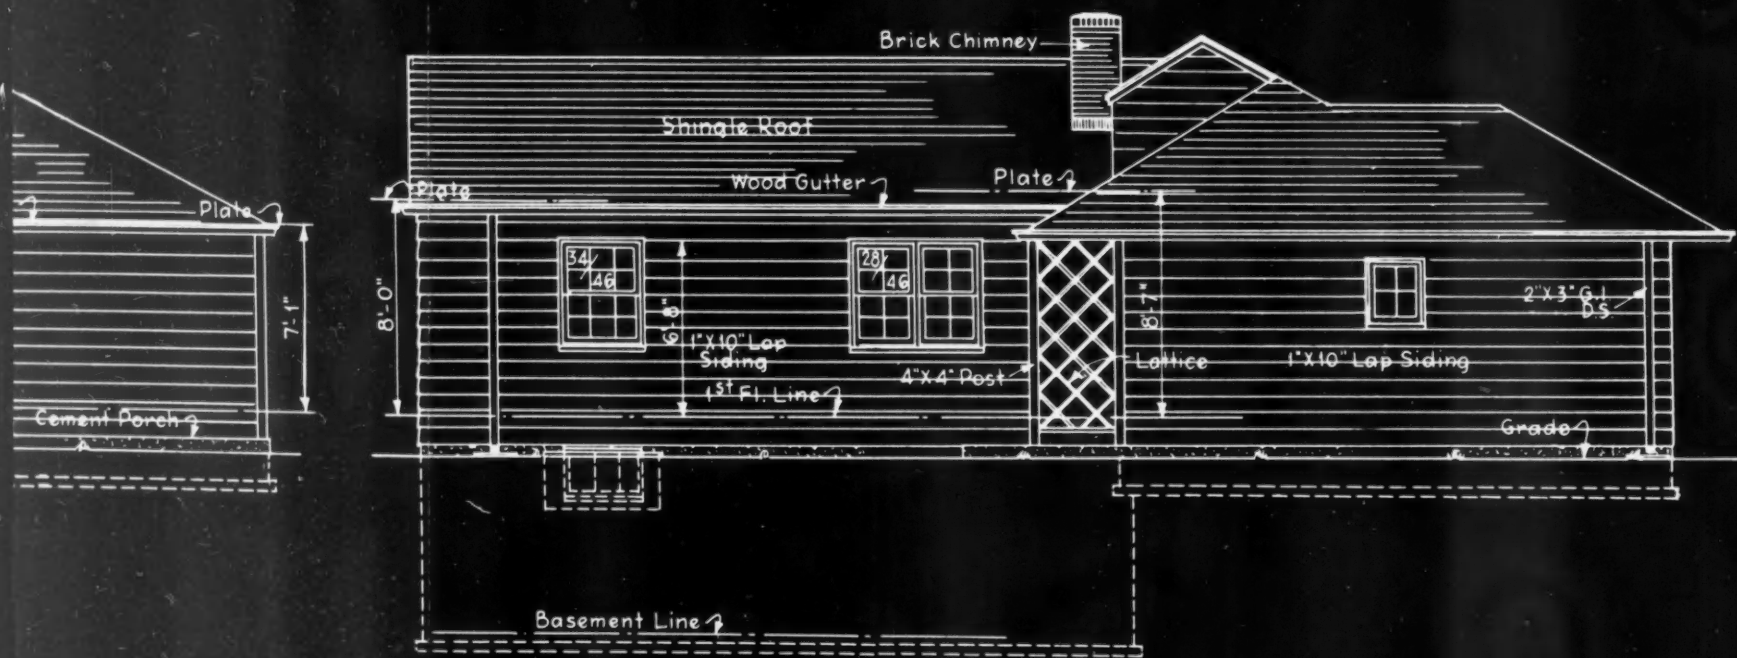 Brick Chimney
Shingle Roof
Plate
Wood Gutter
Plate
Plate
7'-1"
8'-0"
34/46
6'-8"
28/46
8'-7"
2"X3" G.I.
D.S.
1"X10" Lap
Siding
4"X4" Post
Lattice
1"X10" Lap Siding
1st Fl. Line
Cement Porch
Grade
Basement Line